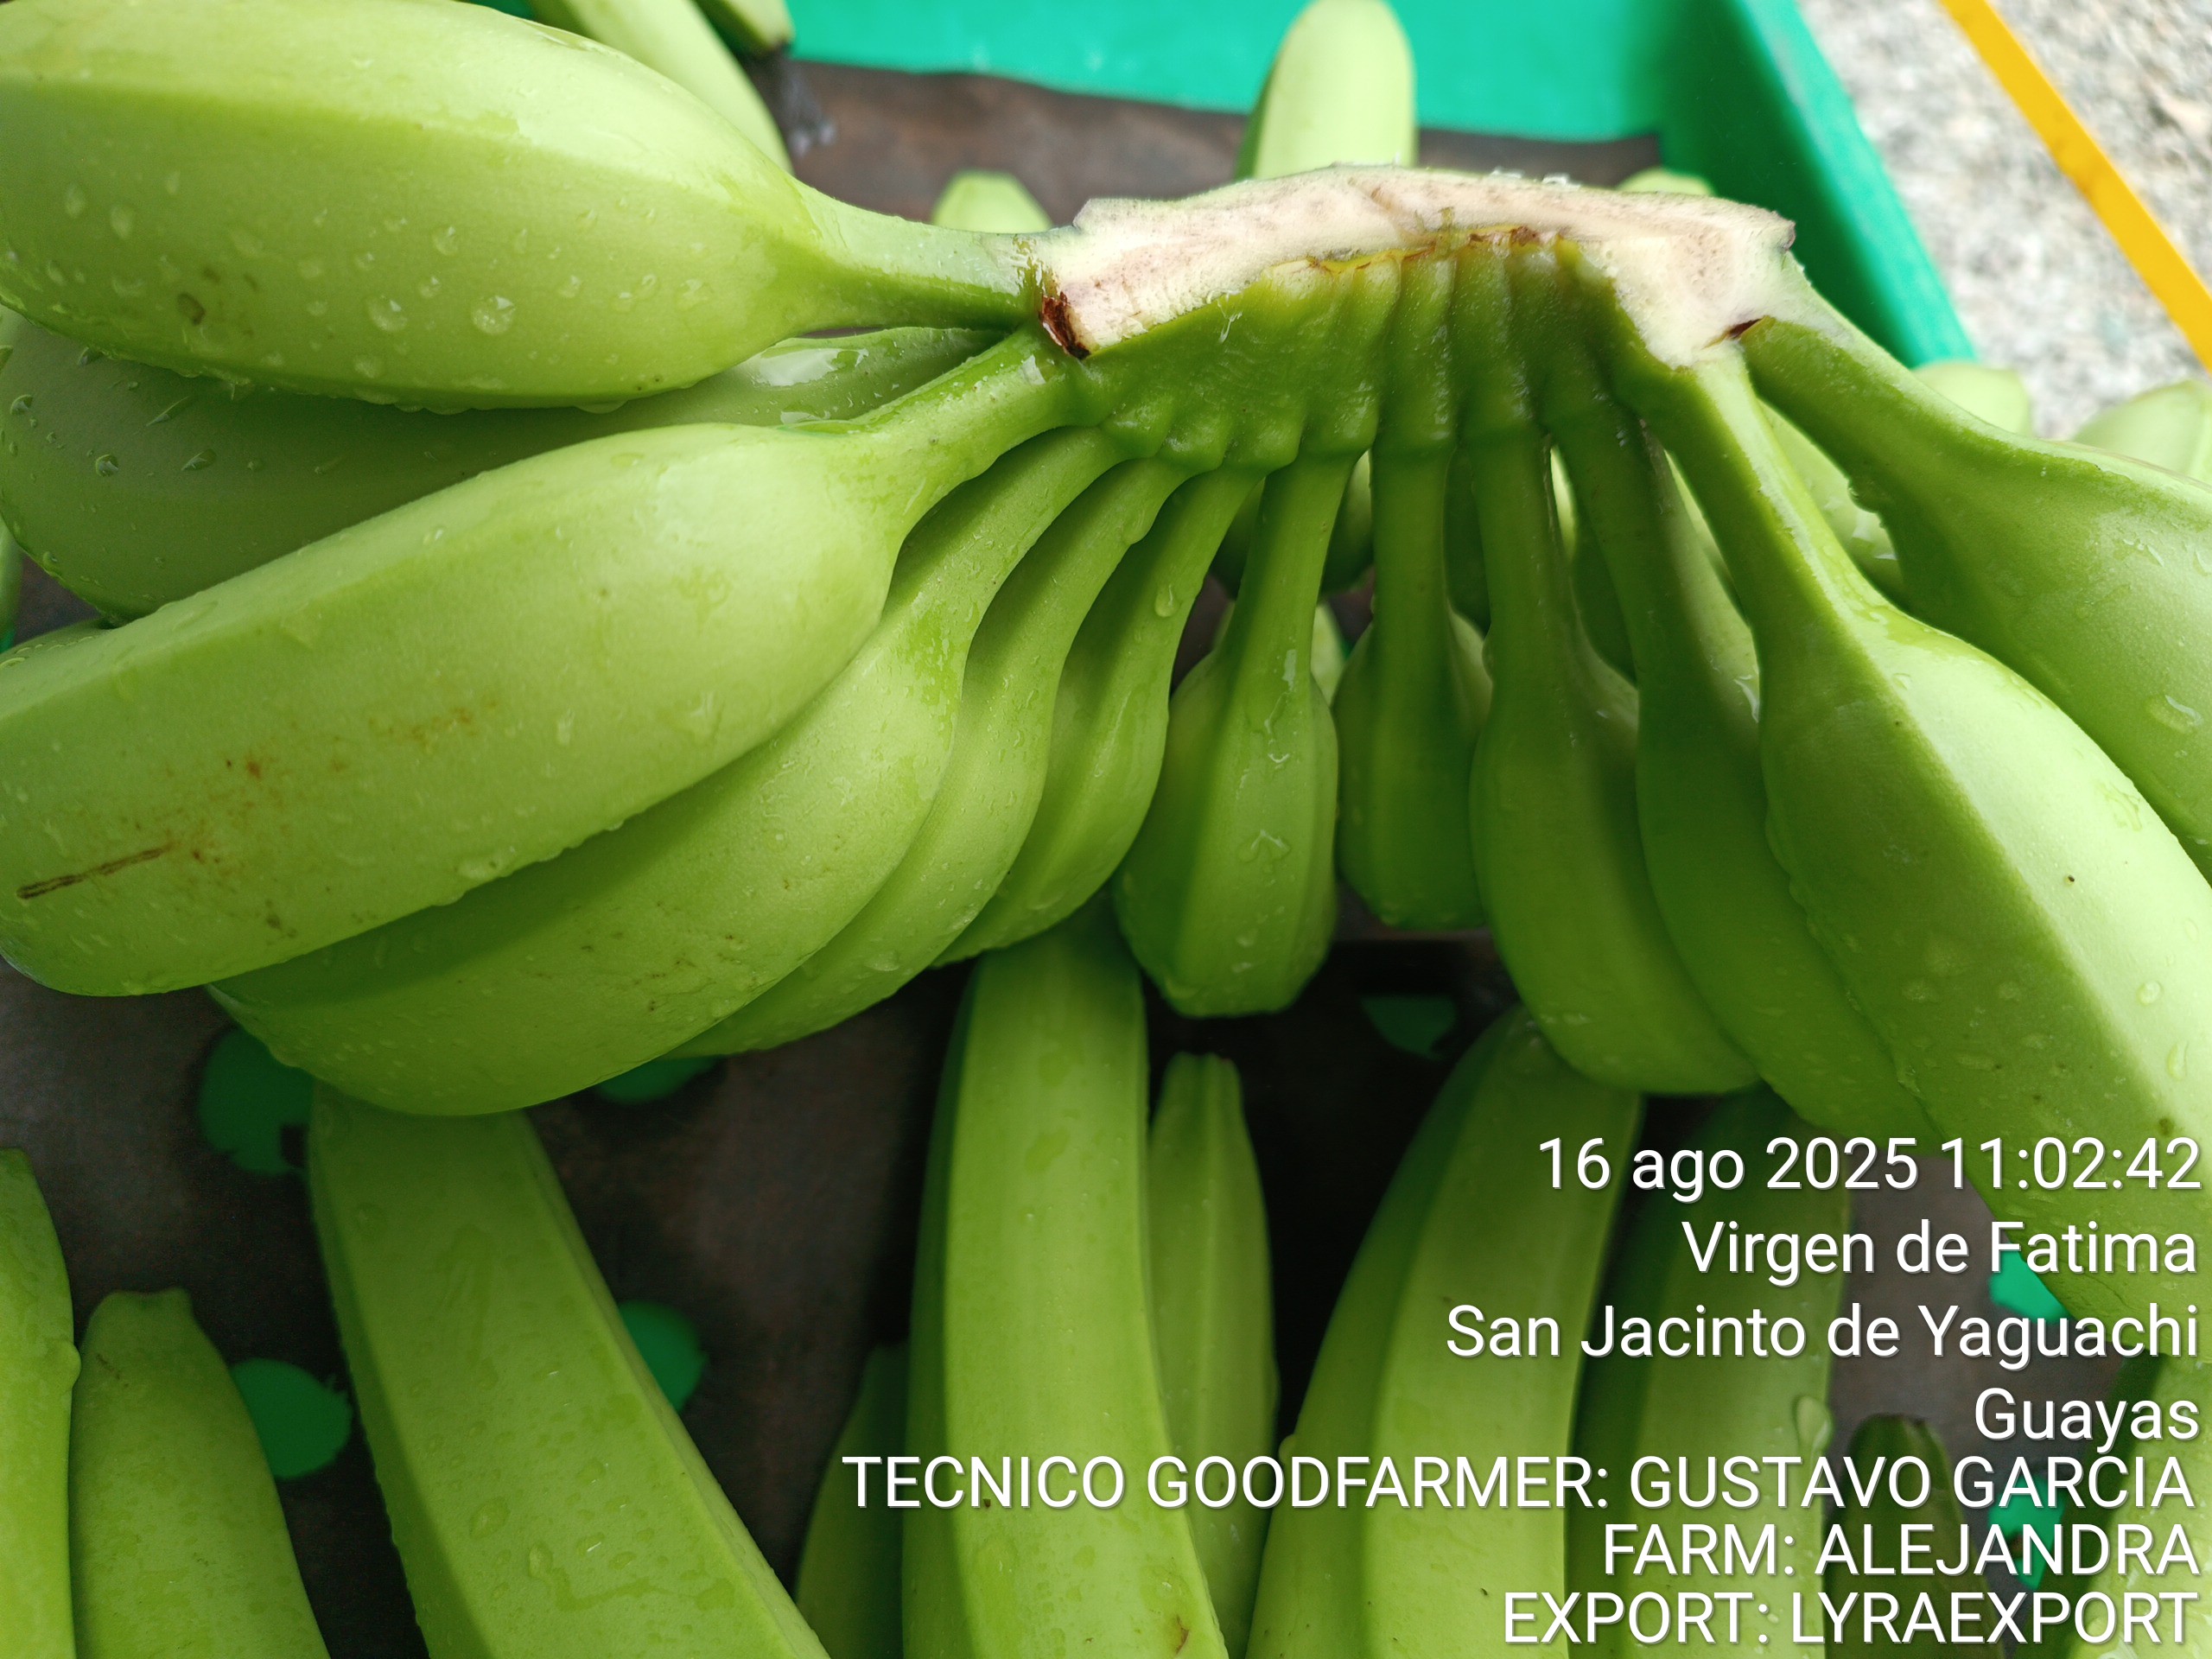 16 ago 2025 11:02:42
Virgen de Fatima
San Jacinto de Yaguachi
Guayas
TECNICO GOODFARMER: GUSTAVO GARCIA
FARM: ALEJANDRA
EXPORT: LYRAEXPORT